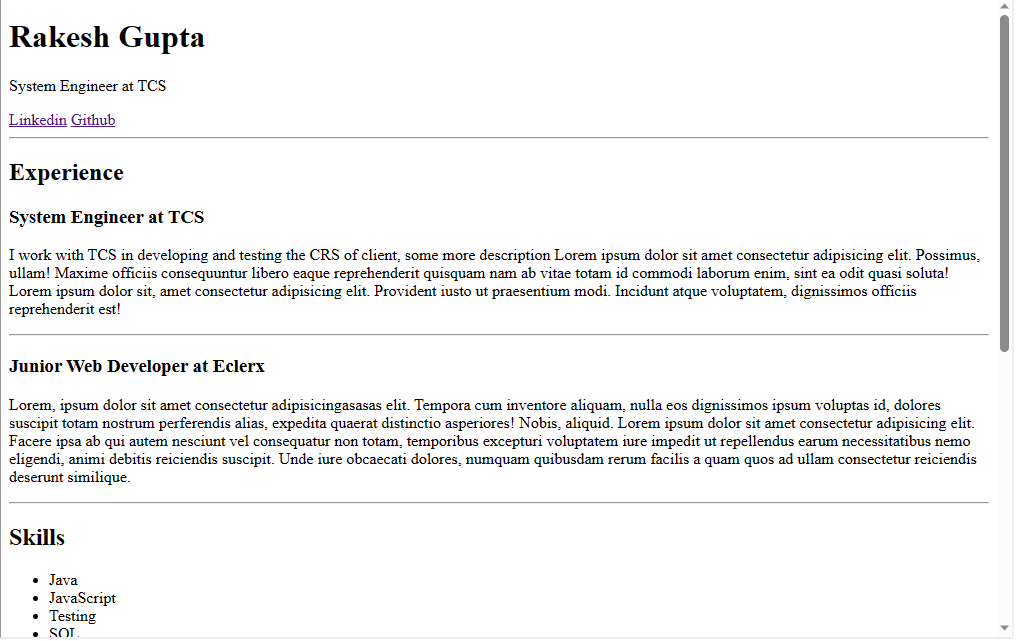 Rakesh Gupta
System Engineer at TCS
Linkedin Github
Experience
System Engineer at TCS
I work with TCS in developing and testing the CRS of client, some more description Lorem ipsum dolor sit amet consectetur adipisicing elit. Possimus,
ullam! Maxime officiis consequuntur libero eaque reprehenderit quisquam nam ab vitae totam id commodi laborum enim, sint ea odit quasi soluta!
Lorem ipsum dolor sit, amet consectetur adipisicing elit. Provident iusto ut praesentium modi. Incidunt atque voluptatem, dignissimos officiis
reprehenderit est!
Junior Web Developer at Eclerx
Lorem, ipsum dolor sit amet consectetur adipisicingasasas elit. Tempora cum inventore aliquam, nulla eos dignissimos ipsum voluptas id, dolores
suscipit totam nostrum perferendis alias, expedita quaerat distinctio asperiores! Nobis, aliquid. Lorem ipsum dolor sit amet consectetur adipisicing elit.
Facere ipsa ab qui autem nesciunt vel consequatur non totam, temporibus excepturi voluptatem iure impedit ut repellendus earum necessitatibus nemo
eligendi, animi debitis reiciendis suscipit. Unde iure obcaecati dolores, numquam quibusdam rerum facilis a quam quos ad ullam consectetur reiciendis
deserunt similique.
Skills
• Java
• JavaScript
• Testing
• SQL